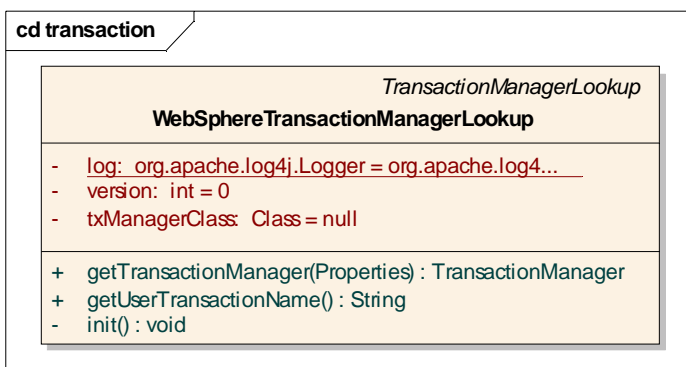 cd transaction
TransactionManagerLookup
WebSphereTransactionManagerLookup
- log: org.apache.log4j.Logger = org.apache.log4...
- version: int = 0
- txManagerClass: Class = null
+ getTransactionManager(Properties) : TransactionManager
+ getUserTransactionName() : String
- init() : void